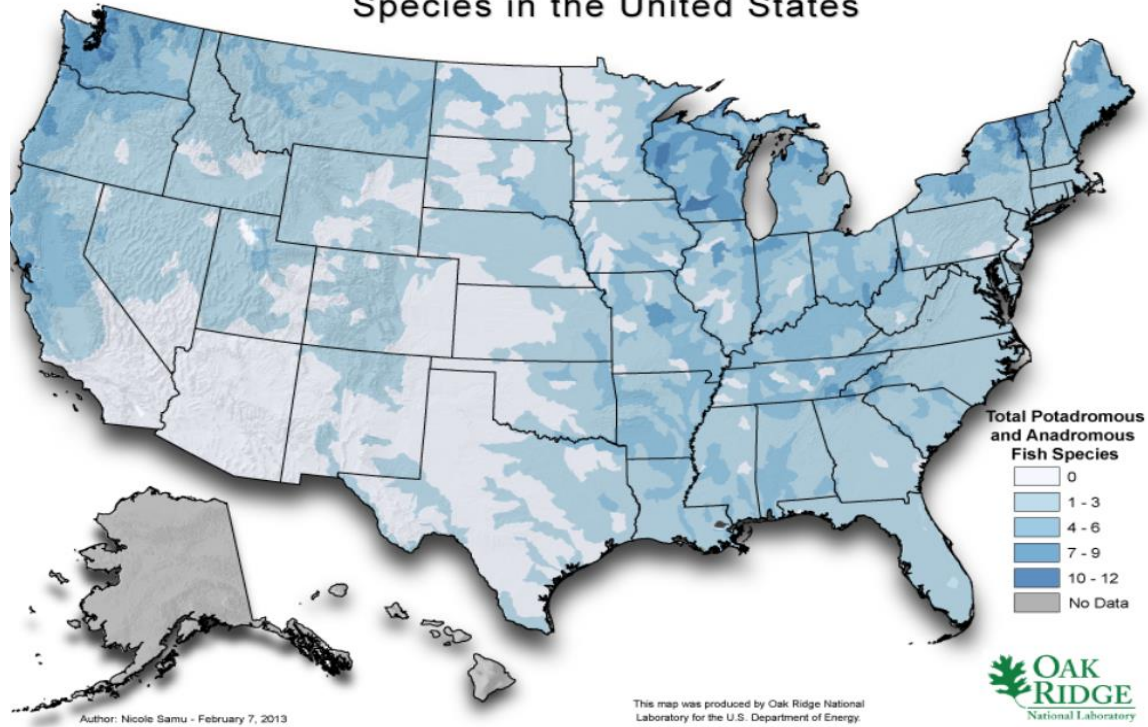 Species in the United States
Total Potadromous
and Anadromous
Fish Species
0
1 - 3
4 - 6
7 - 9
10 - 12
No Data
OAK
RIDGE
National Laboratory
This map was produced by Oak Ridge National
Laboratory for the U.S. Department of Energy.
Author: Nicole Samu - February 7, 2013